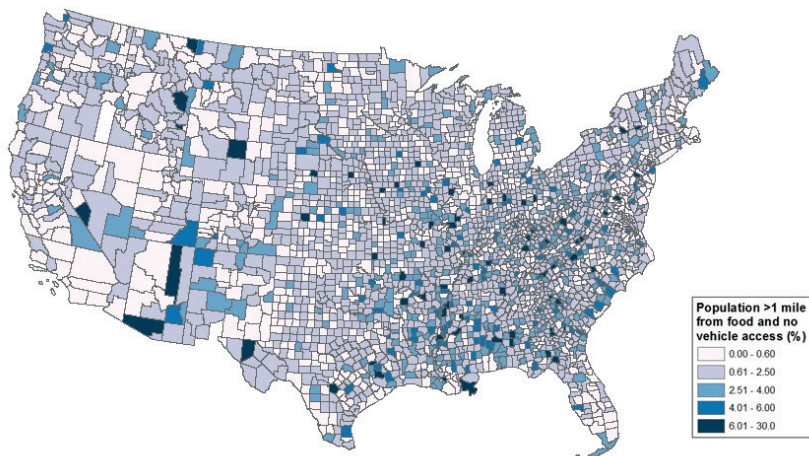 Population >1 mile
from food and no
vehicle access (%)
0.00 - 0.60
0.61 - 2.50
2.51 - 4.00
4.01 - 6.00
6.01 - 30.0